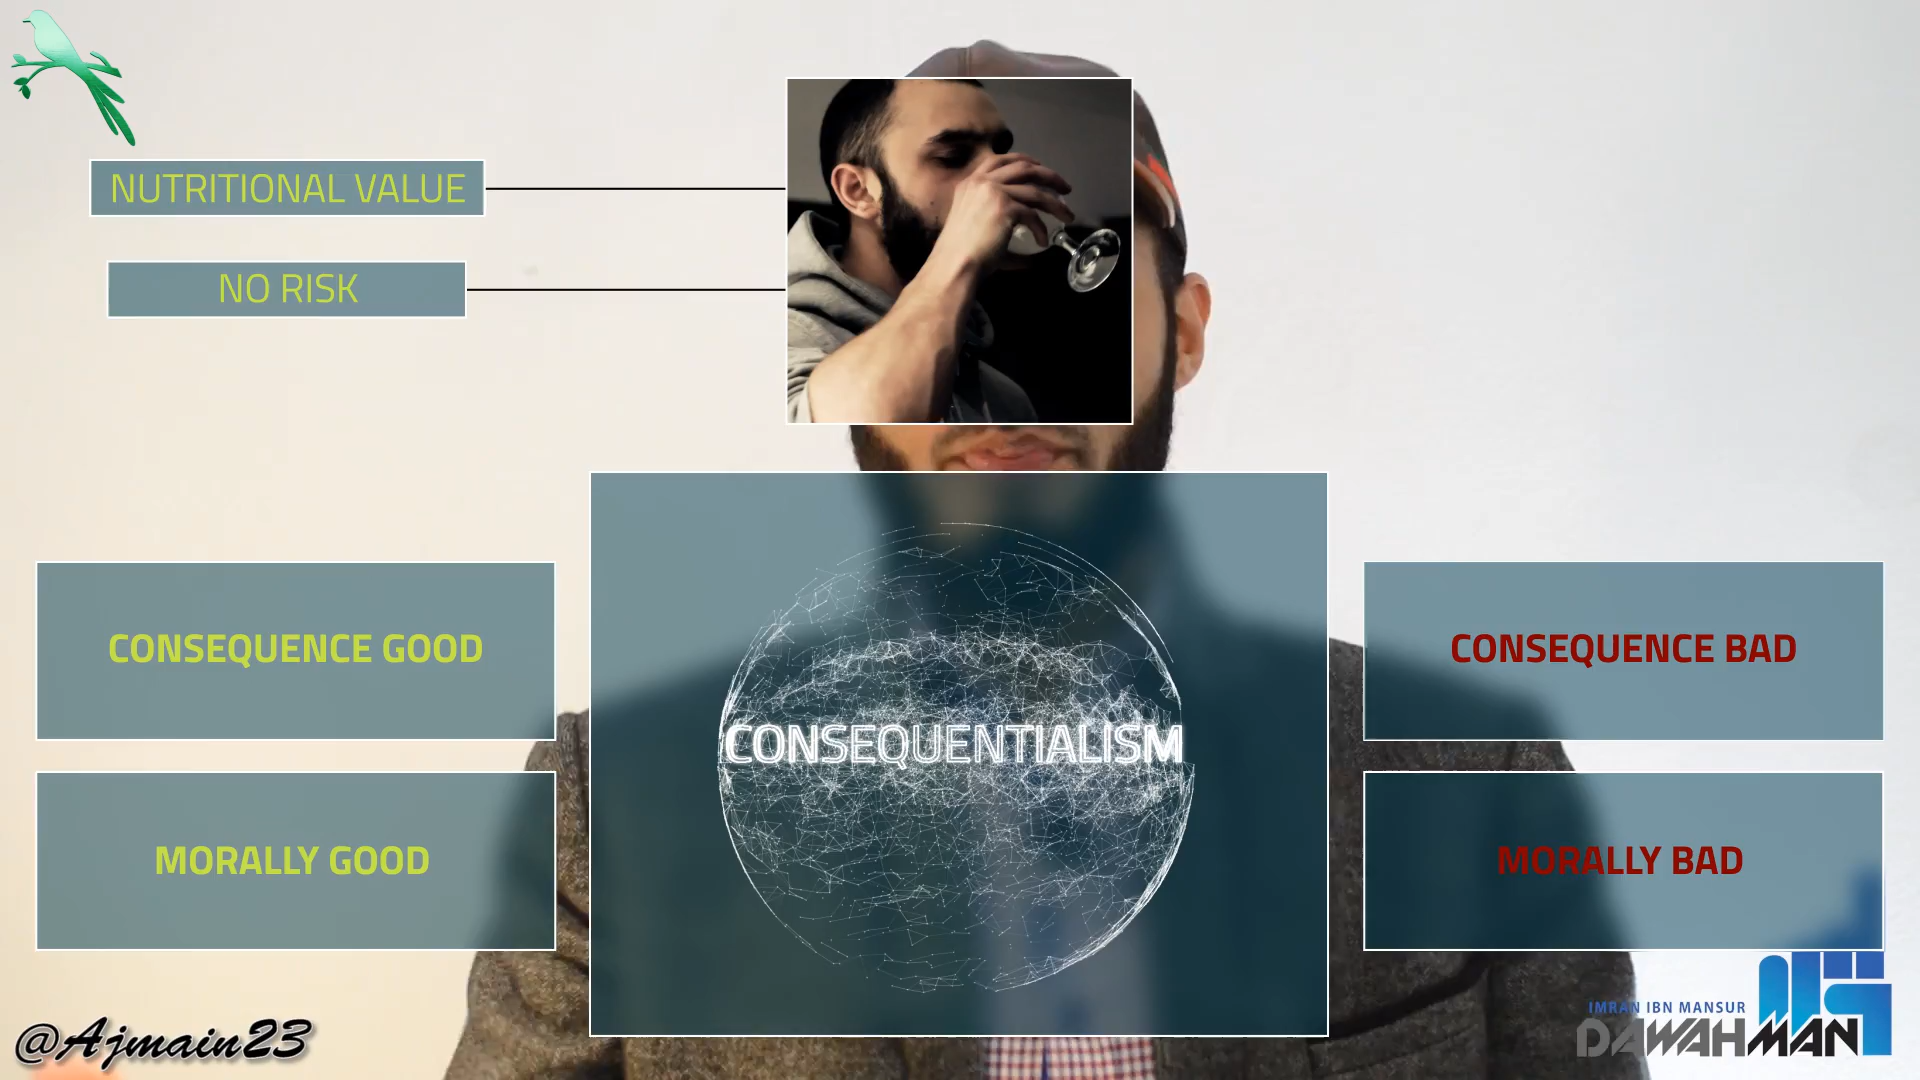 NUTRITIONAL VALUE
NO RISK
CONSEQUENCE GOOD
CONSEQUENCE BAD
CONSEQUENTIALISM
MORALLY GOOD
MORALLY BAD
@Ajmain23
IMRAN IBN MANSUR
DAWAHMAN